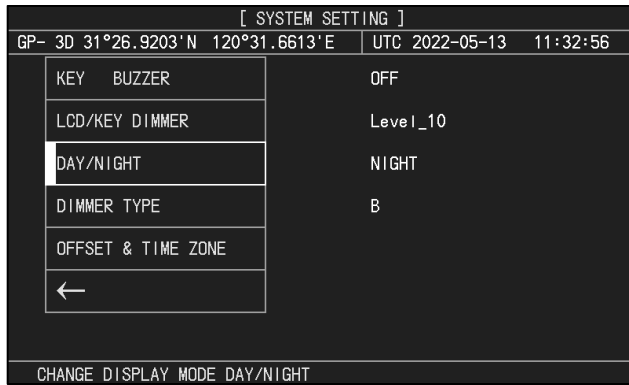 [ SYSTEM SETTING ]
GP- 3D 31°26.9203'N 120°31.6613'E UTC 2022-05-13 11:32:56
KEY BUZZER OFF
LCD/KEY DIMMER Level_10
DAY/NIGHT NIGHT
DIMMER TYPE B
OFFSET & TIME ZONE
←
CHANGE DISPLAY MODE DAY/NIGHT